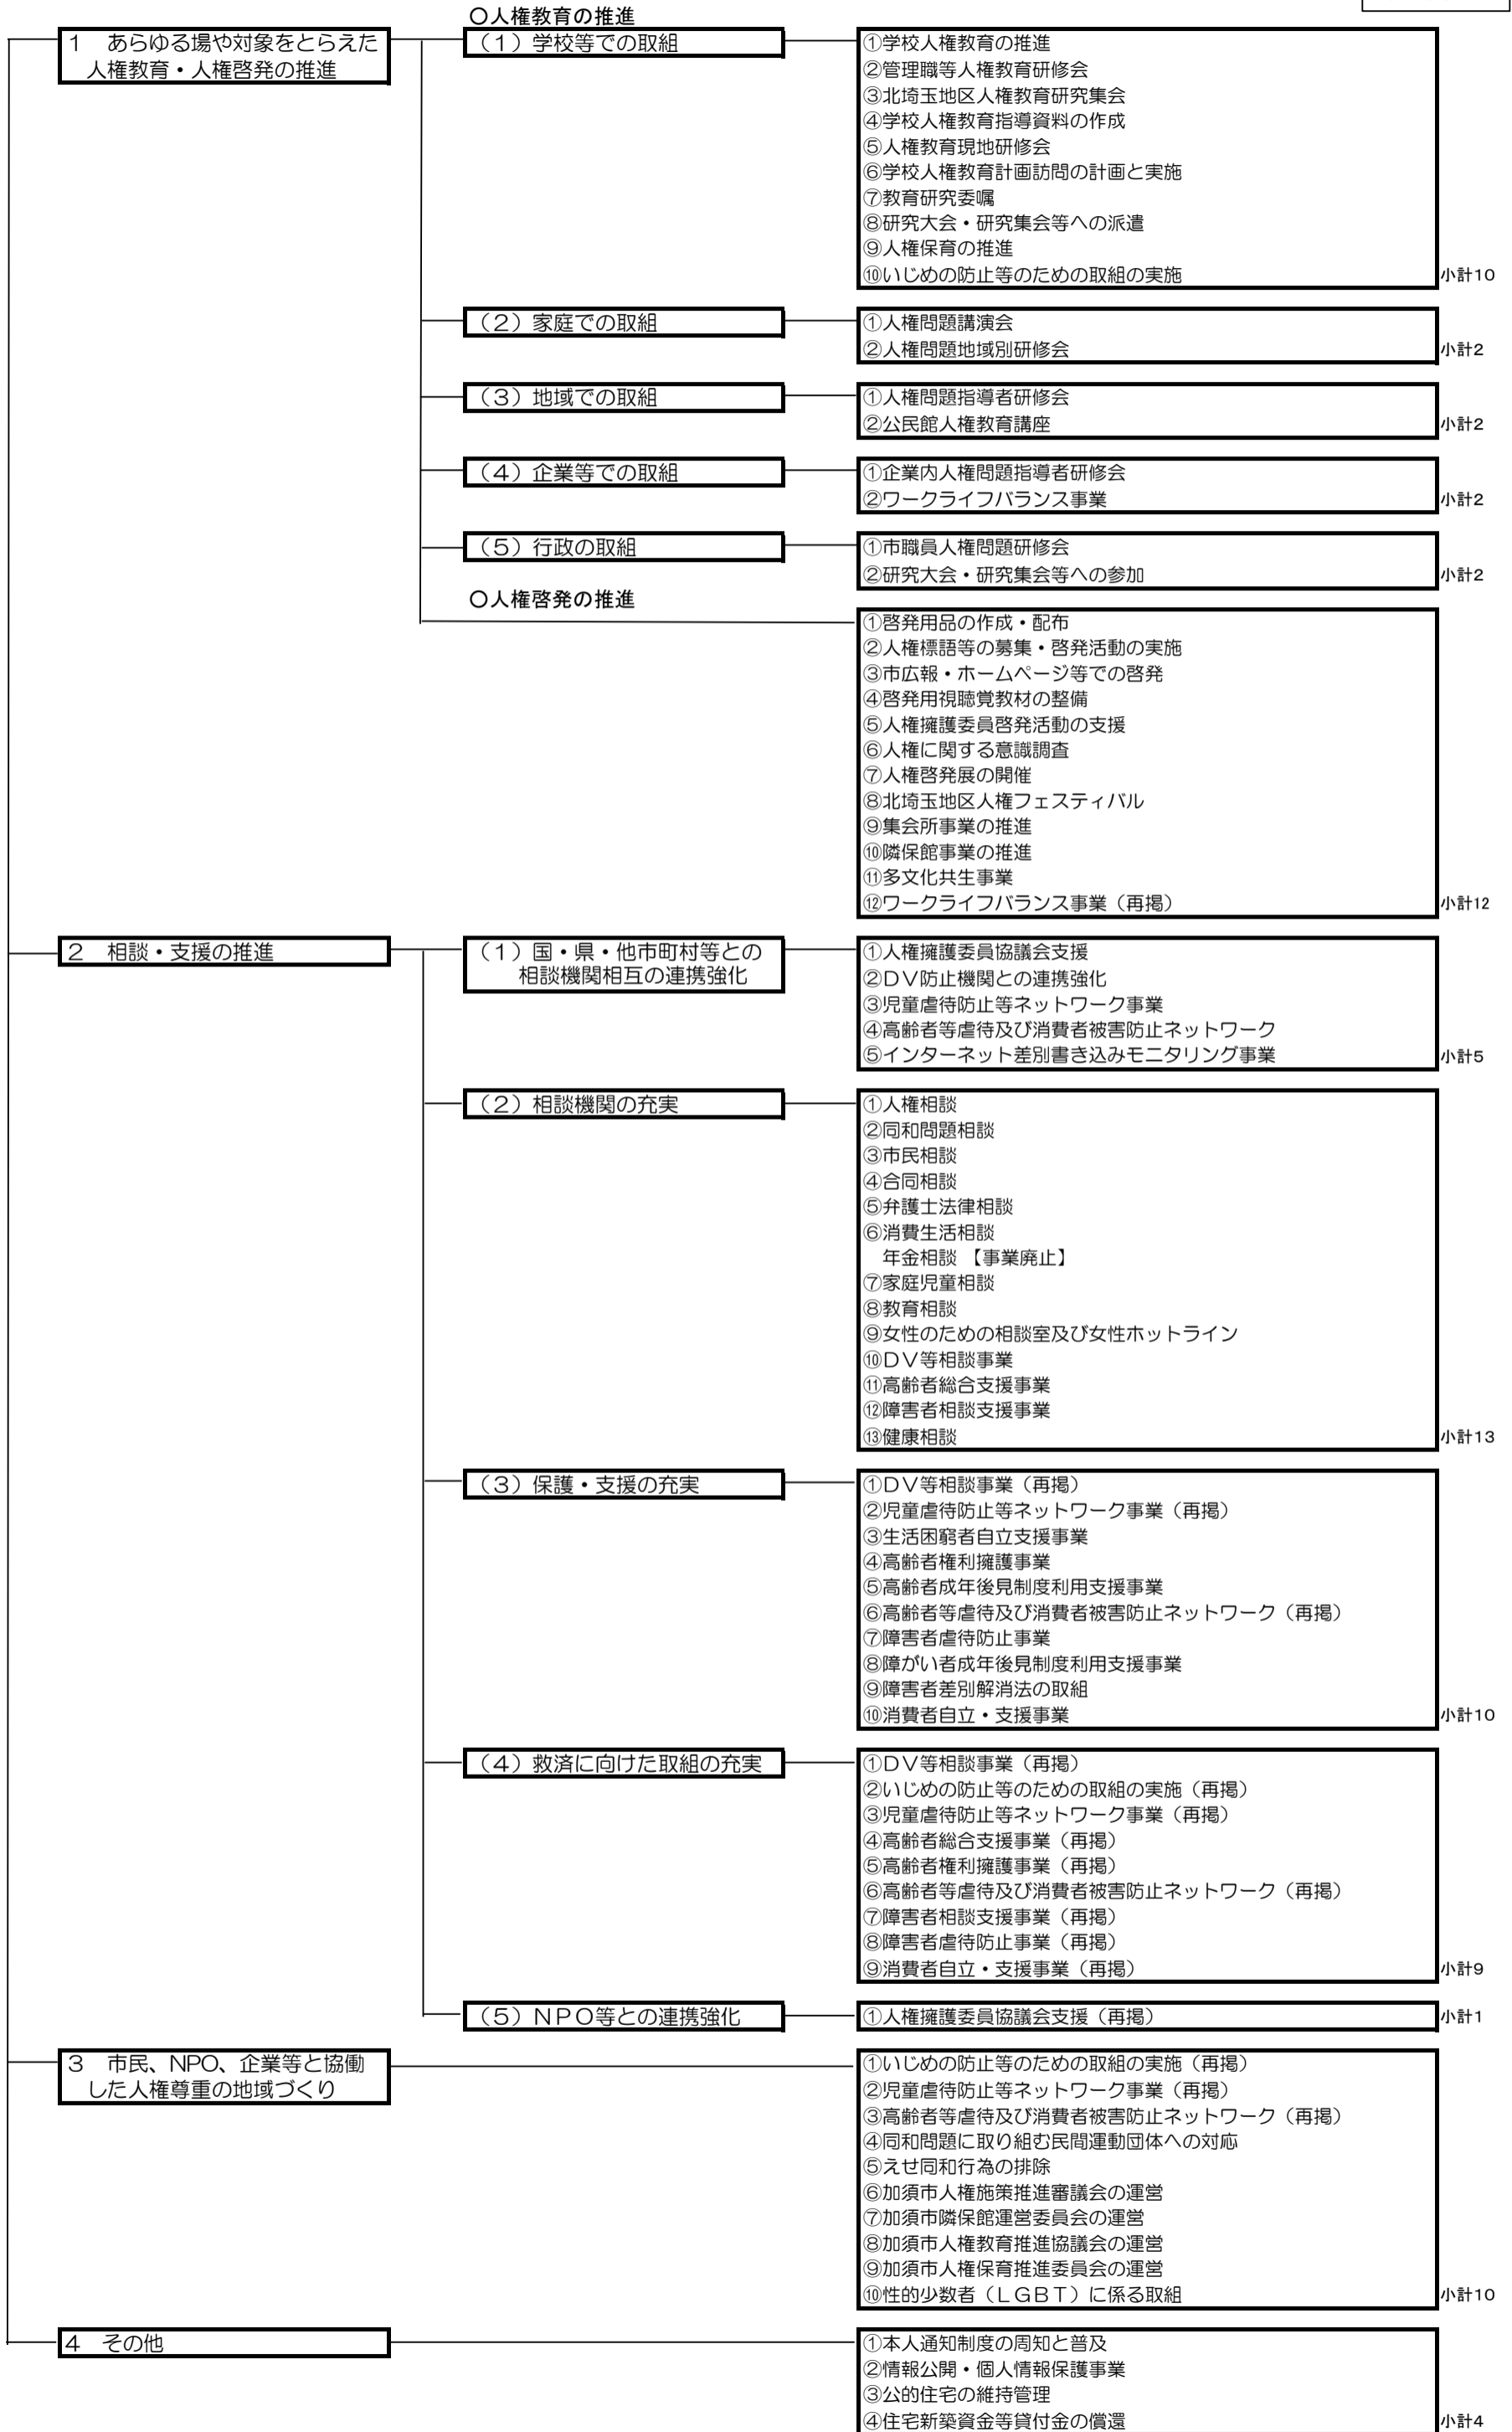 １　あらゆる場や対象をとらえた
人権教育・人権啓発の推進
〇人権教育の推進
（１）学校等での取組
①学校人権教育の推進
②管理職等人権教育研修会
③北埼玉地区人権教育研究集会
④学校人権教育指導資料の作成
⑤人権教育現地研修会
⑥学校人権教育計画訪問の計画と実施
⑦教育研究委嘱
⑧研究大会・研究集会等への派遣
⑨人権保育の推進
⑩いじめの防止等のための取組の実施
小計10
（２）家庭での取組
①人権問題講演会
②人権問題地域別研修会
小計2
（３）地域での取組
①人権問題指導者研修会
②公民館人権教育講座
小計2
（４）企業等での取組
①企業内人権問題指導者研修会
②ワークライフバランス事業
小計2
（５）行政の取組
①市職員人権問題研修会
②研究大会・研究集会等への参加
小計2
〇人権啓発の推進
①啓発用品の作成・配布
②人権標語等の募集・啓発活動の実施
③市広報・ホームページ等での啓発
④啓発用視聴覚教材の整備
⑤人権擁護委員啓発活動の支援
⑥人権に関する意識調査
⑦人権啓発展の開催
⑧北埼玉地区人権フェスティバル
⑨集会所事業の推進
⑩隣保館事業の推進
⑪多文化共生事業
⑫ワークライフバランス事業（再掲）
小計12
２　相談・支援の推進
（１）国・県・他市町村等との
相談機関相互の連携強化
①人権擁護委員協議会支援
②ＤＶ防止機関との連携強化
③児童虐待防止等ネットワーク事業
④高齢者等虐待及び消費者被害防止ネットワーク
⑤インターネット差別書き込みモニタリング事業
小計5
（２）相談機関の充実
①人権相談
②同和問題相談
③市民相談
④合同相談
⑤弁護士法律相談
⑥消費生活相談
年金相談 【事業廃止】
⑦家庭児童相談
⑧教育相談
⑨女性のための相談室及び女性ホットライン
⑩ＤＶ等相談事業
⑪高齢者総合支援事業
⑫障害者相談支援事業
⑬健康相談
小計13
（３）保護・支援の充実
①ＤＶ等相談事業（再掲）
②児童虐待防止等ネットワーク事業（再掲）
③生活困窮者自立支援事業
④高齢者権利擁護事業
⑤高齢者成年後見制度利用支援事業
⑥高齢者等虐待及び消費者被害防止ネットワーク（再掲）
⑦障害者虐待防止事業
⑧障がい者成年後見制度利用支援事業
⑨障害者差別解消法の取組
⑩消費者自立・支援事業
小計10
（４）救済に向けた取組の充実
①ＤＶ等相談事業（再掲）
②いじめの防止等のための取組の実施（再掲）
③児童虐待防止等ネットワーク事業（再掲）
④高齢者総合支援事業（再掲）
⑤高齢者権利擁護事業（再掲）
⑥高齢者等虐待及び消費者被害防止ネットワーク（再掲）
⑦障害者相談支援事業（再掲）
⑧障害者虐待防止事業（再掲）
⑨消費者自立・支援事業（再掲）
小計9
（５）ＮＰＯ等との連携強化
①人権擁護委員協議会支援（再掲）
小計1
３　市民、NPO、企業等と協働
した人権尊重の地域づくり
①いじめの防止等のための取組の実施（再掲）
②児童虐待防止等ネットワーク事業（再掲）
③高齢者等虐待及び消費者被害防止ネットワーク（再掲）
④同和問題に取り組む民間運動団体への対応
⑤えせ同和行為の排除
⑥加須市人権施策推進審議会の運営
⑦加須市隣保館運営委員会の運営
⑧加須市人権教育推進協議会の運営
⑨加須市人権保育推進委員会の運営
⑩性的少数者（ＬＧＢＴ）に係る取組
小計10
４　その他
①本人通知制度の周知と普及
②情報公開・個人情報保護事業
③公的住宅の維持管理
④住宅新築資金等貸付金の償還
小計4